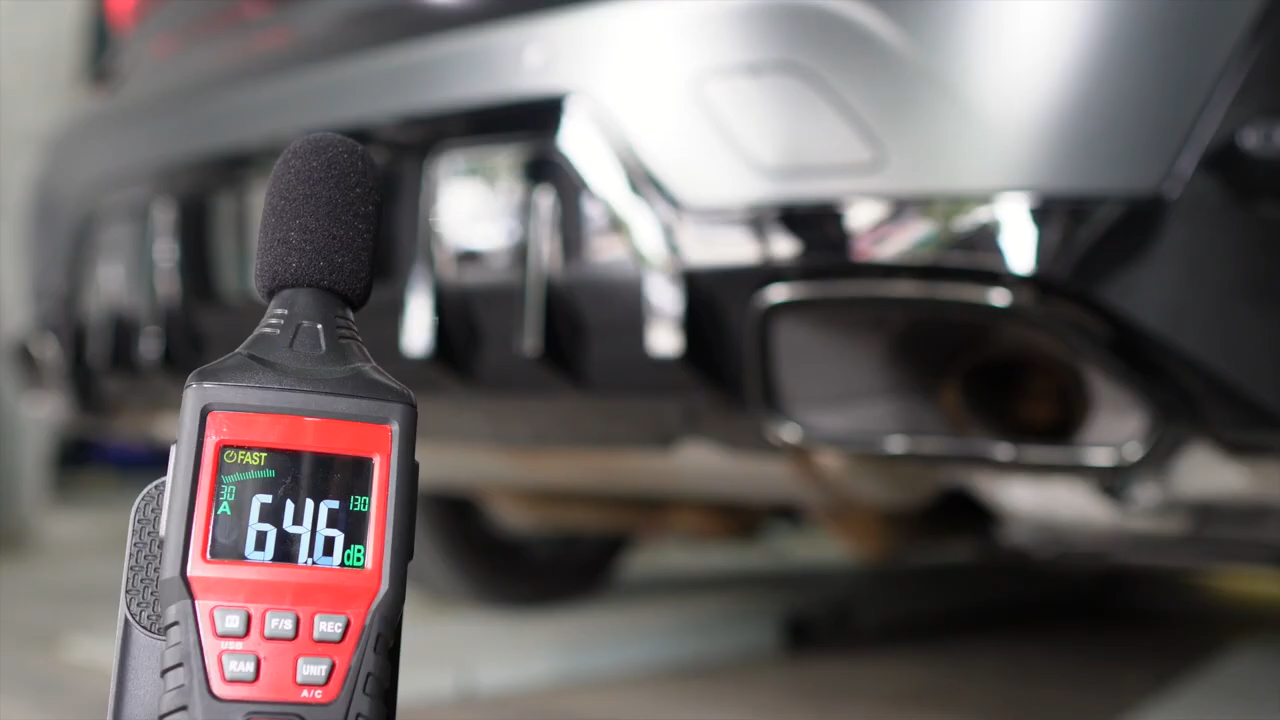 FAST
30 130
A
64.6 dB
F/S REC
USB
RAN UNIT
A/C